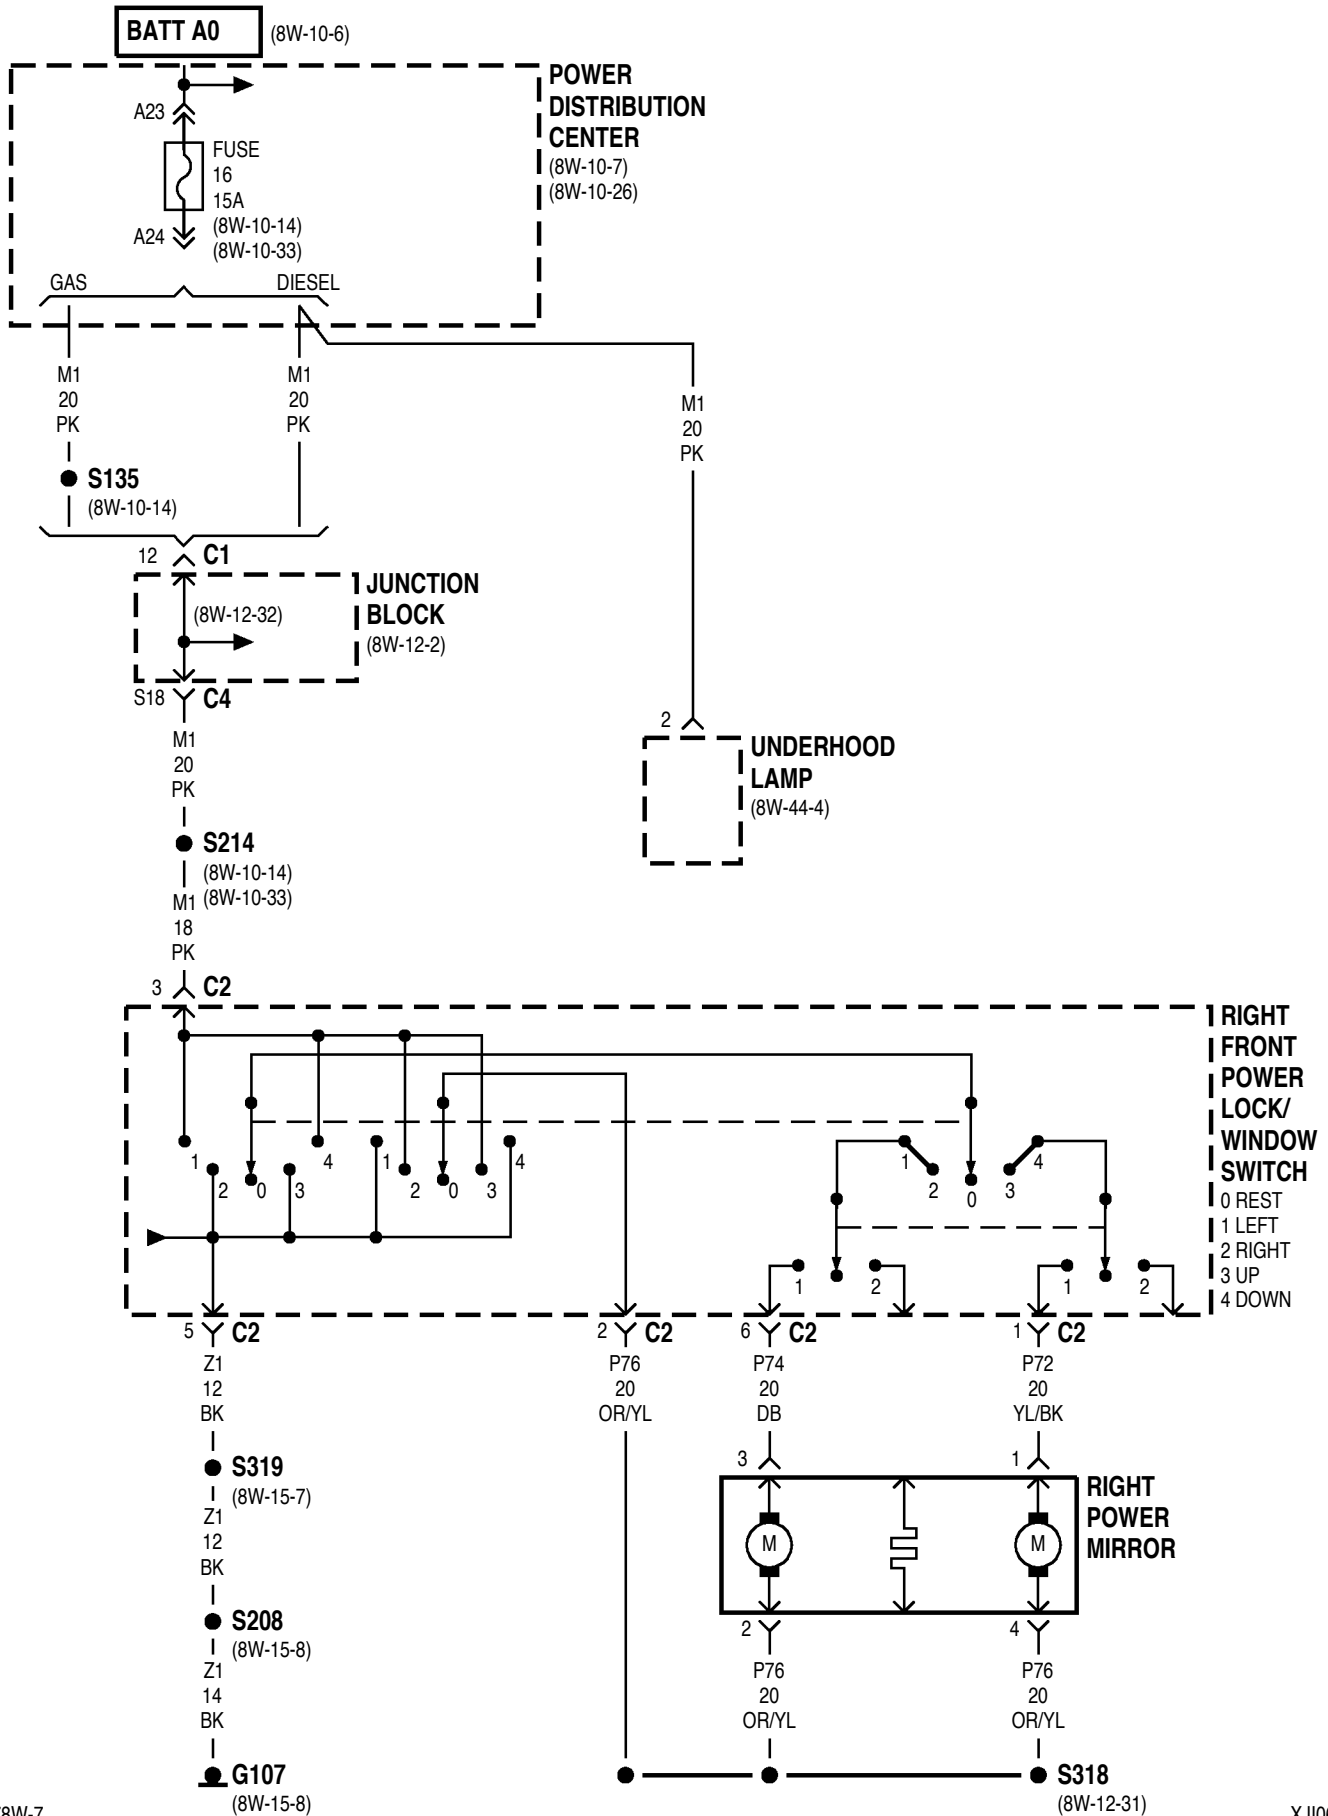 BATT A0 (8W-10-6)
POWER
DISTRIBUTION
CENTER
(8W-10-7)
(8W-10-26)
A23
FUSE
16
15A
(8W-10-14)
(8W-10-33)
A24
GAS DIESEL
M1
20
PK
M1
20
PK
M1
20
PK
S135
(8W-10-14)
12 C1
JUNCTION
BLOCK
(8W-12-2)
(8W-12-32)
S18 C4
M1
20
PK
2
UNDERHOOD
LAMP
(8W-44-4)
S214
(8W-10-14)
(8W-10-33)
M1
18
PK
3 C2
RIGHT
FRONT
POWER
LOCK/
WINDOW
SWITCH
0 REST
1 LEFT
2 RIGHT
3 UP
4 DOWN
1 2 0 3 4
1 2 0 3 4
1 2 0 3 4
1 2
1 2
5 C2
2 C2
6 C2
1 C2
Z1
12
BK
P76
20
OR/YL
P74
20
DB
P72
20
YL/BK
S319
(8W-15-7)
3 1
RIGHT
POWER
MIRROR
M M
Z1
12
BK
S208
(8W-15-8)
2 4
Z1
14
BK
P76
20
OR/YL
P76
20
OR/YL
G107
(8W-15-8)
S318
(8W-12-31)